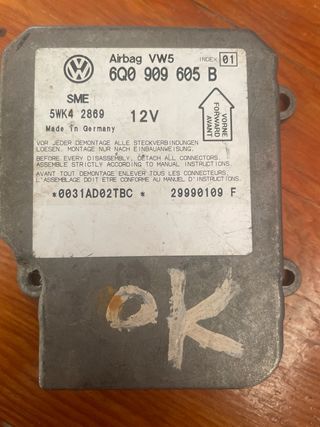 Airbag VW5 INDEX 01
6Q0 909 605 B
SME
5WK4 2869 12V
Made in Germany
VORNE
FORWARD
AVANT
VOR JEDER DEMONTAGE ALLE STECKVERBINDUNGEN
LOESEN. MONTAGE NUR NACH EINBAUANWEISUNG.
BEFORE EVERY DISASSEMBLY, DETACH ALL CONNECTORS.
ASSEMBLE ACCORDING TO MANUAL INSTRUCTIONS.
AVANT TOUT DEMONTAGE ENLEVER TOUS LES CONNECTEURS.
L'ASSEMBLAGE DOIT ETRE CONFORME AU MANUEL D'INSTRUCTIONS.
*0031AD02TBC * 29990109 F
OK